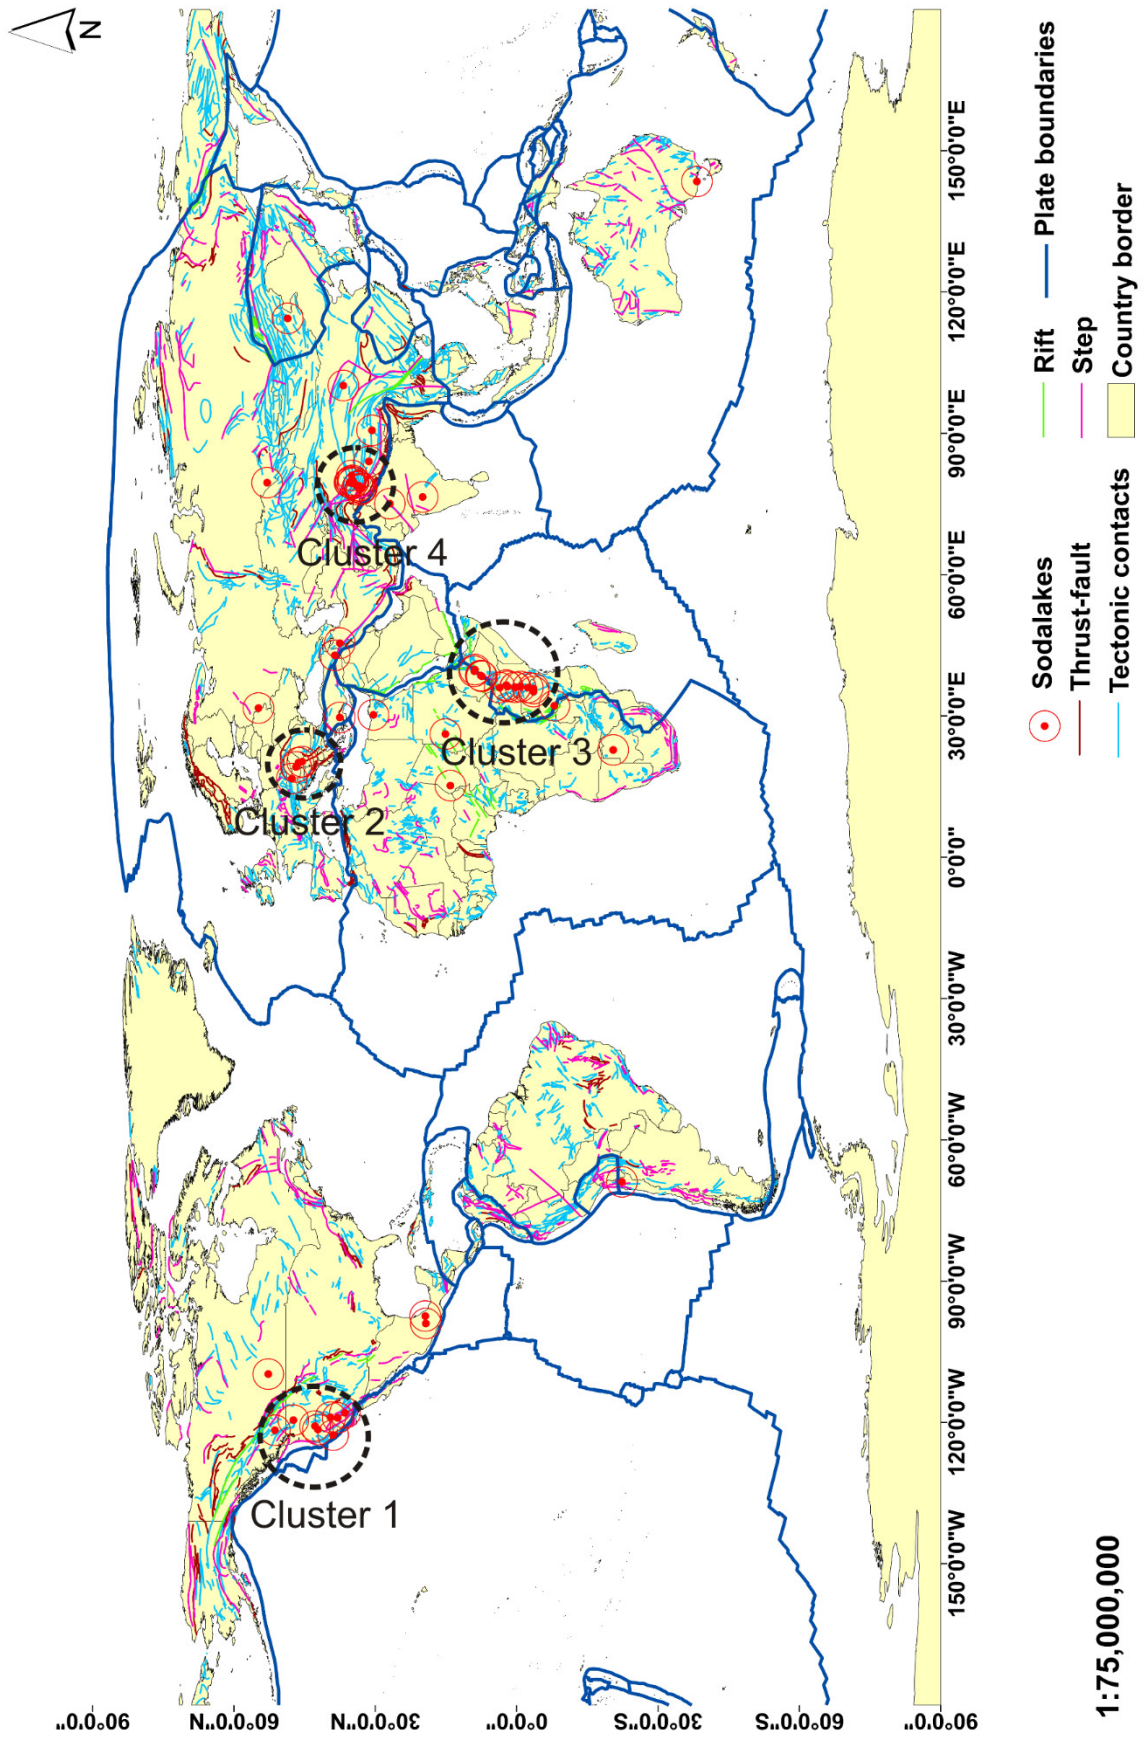 N
90°0'0"
60°0'0"N
30°0'0"N
0°0'0"
30°0'0"S
60°0'0"S
90°0'0"
Cluster 1
Cluster 2
Cluster 3
Cluster 4
150°0'0"W
120°0'0"W
90°0'0"W
60°0'0"W
30°0'0"W
0°0'0"
30°0'0"E
60°0'0"E
90°0'0"E
120°0'0"E
150°0'0"E
1:75,000,000
Sodalakes
Thrust-fault
Tectonic contacts
Rift
Step
Country border
Plate boundaries